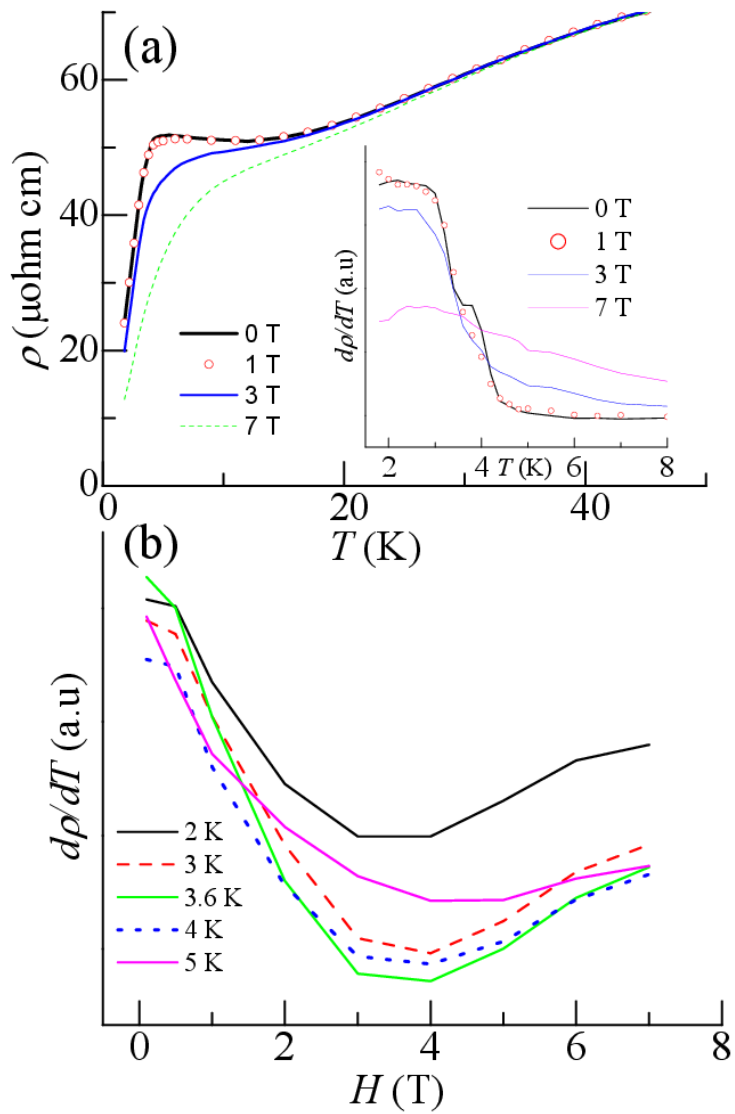 (a)
60
40
20
0
ρ (μohm cm)
0 T
1 T
3 T
7 T
0 T
1 T
3 T
7 T
dρ/dT (a.u)
2
4
T (K)
6
8
0
20
40
T (K)
(b)
dρ/dT (a.u)
2 K
3 K
3.6 K
4 K
5 K
0
2
4
6
8
H (T)